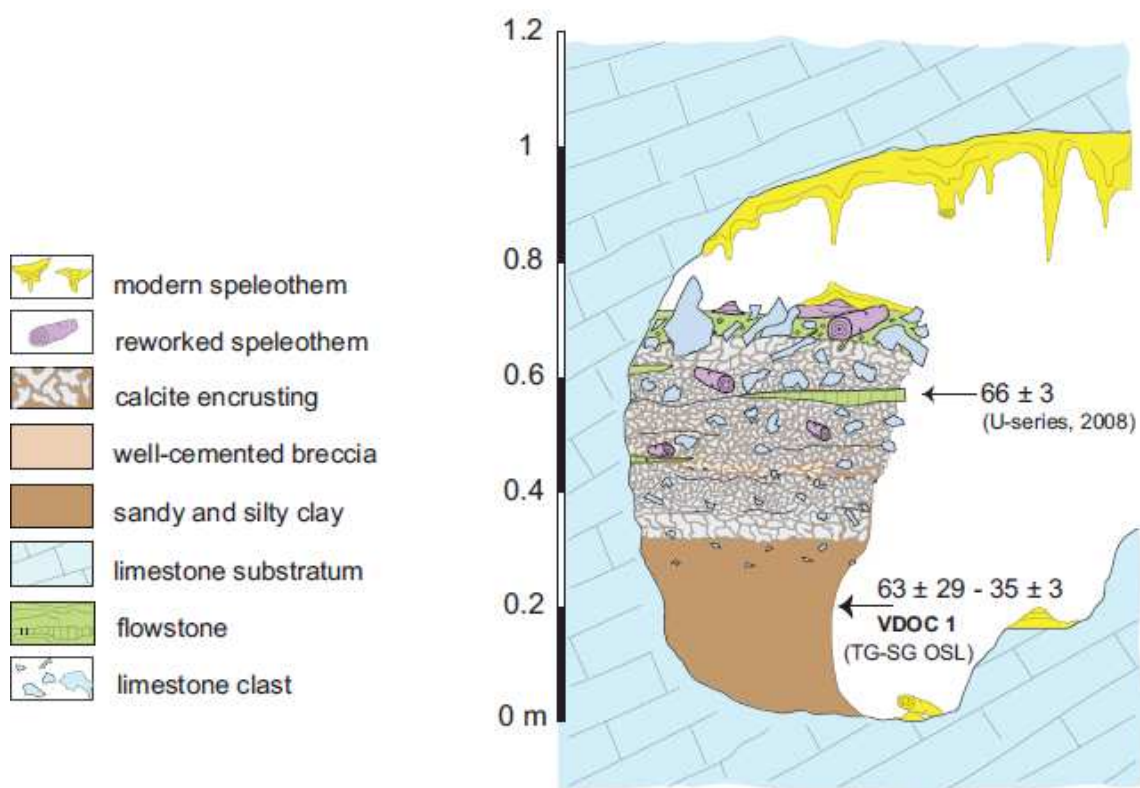 modern speleothem
reworked speleothem
calcite encrusting
well-cemented breccia
sandy and silty clay
limestone substratum
flowstone
limestone clast
1.2
1
0.8
0.6
0.4
0.2
0 m
66 ± 3
(U-series, 2008)
63 ± 29 - 35 ± 3
VDOC 1
(TG-SG OSL)